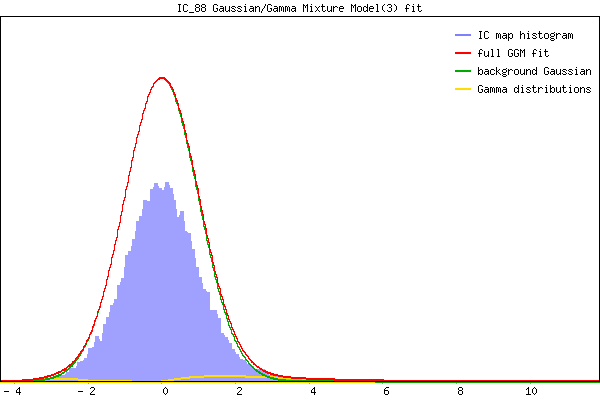 IC_88 Gaussian/Gamma Mixture Model(3) fit
IC map histogram
full GGM fit
background Gaussian
Gamma distributions
-4 -2 0 2 4 6 8 10